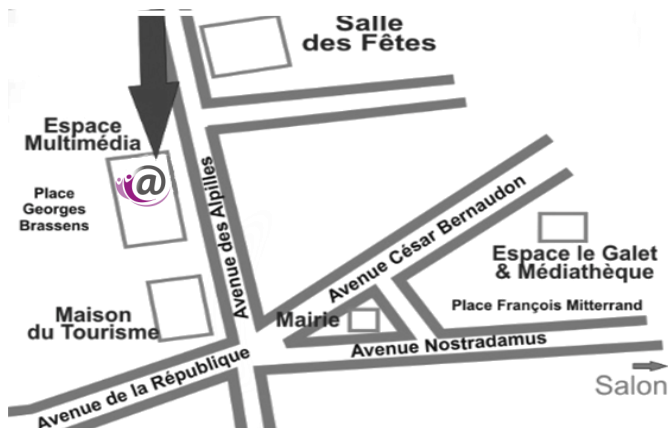 Salle
des Fêtes
Espace
Multimédia
@
Place
Georges
Brassens
Avenue des Alpilles
Avenue César Bernaudon
Espace le Galet
& Médiathèque
Place François Mitterrand
Maison
du Tourisme
Mairie
Avenue Nostradamus
Avenue de la République
Salon